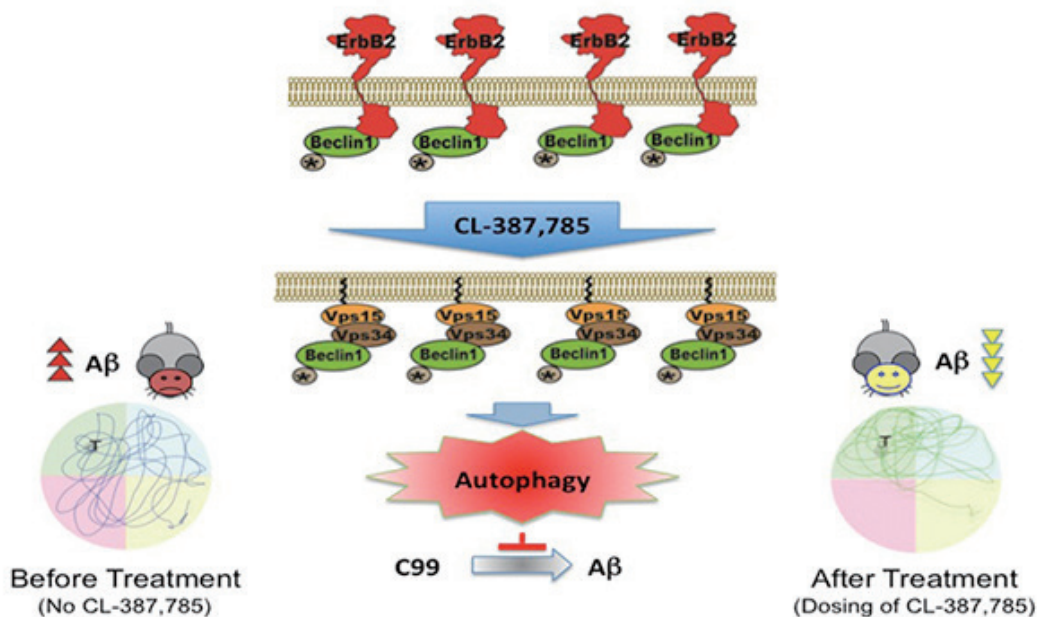 ErbB2 ErbB2 ErbB2 ErbB2
Beclin1 Beclin1 Beclin1 Beclin1
* * * *
CL-387,785
Vps15 Vps15 Vps15 Vps15
Vps34 Vps34 Vps34 Vps34
Beclin1 Beclin1 Beclin1 Beclin1
* * * *
Aβ
Aβ
T
T
Autophagy
C99 Aβ
Before Treatment
(No CL-387,785)
After Treatment
(Dosing of CL-387,785)